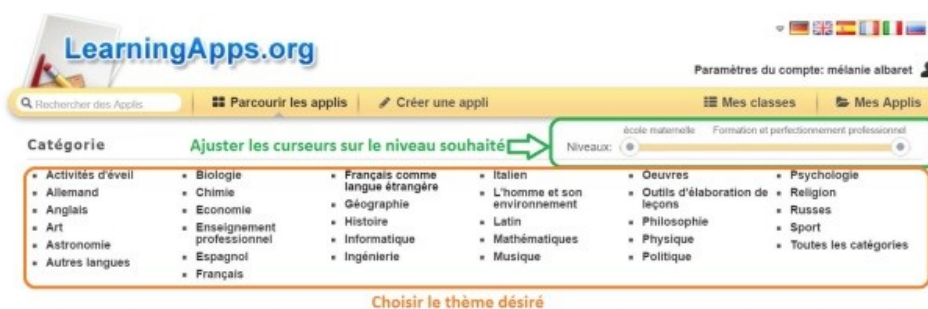 LearningApps.org
Paramètres du compte: mélanie albaret
Rechercher des Applis
Parcourir les applis
Créer une appli
Mes classes
Mes Applis
Catégorie
Ajuster les curseurs sur le niveau souhaité
Niveaux:
école maternelle
Formation et perfectionnement professionnel
Activités d'éveil
Allemand
Anglais
Art
Astronomie
Autres langues
Biologie
Chimie
Economie
Enseignement
professionnel
Espagnol
Français
Français comme
langue étrangère
Géographie
Histoire
Informatique
Ingénierie
Italien
L'homme et son
environnement
Latin
Mathématiques
Musique
Oeuvres
Outils d'élaboration de
leçons
Philosophie
Physique
Politique
Psychologie
Religion
Russes
Sport
Toutes les catégories
Choisir le thème désiré